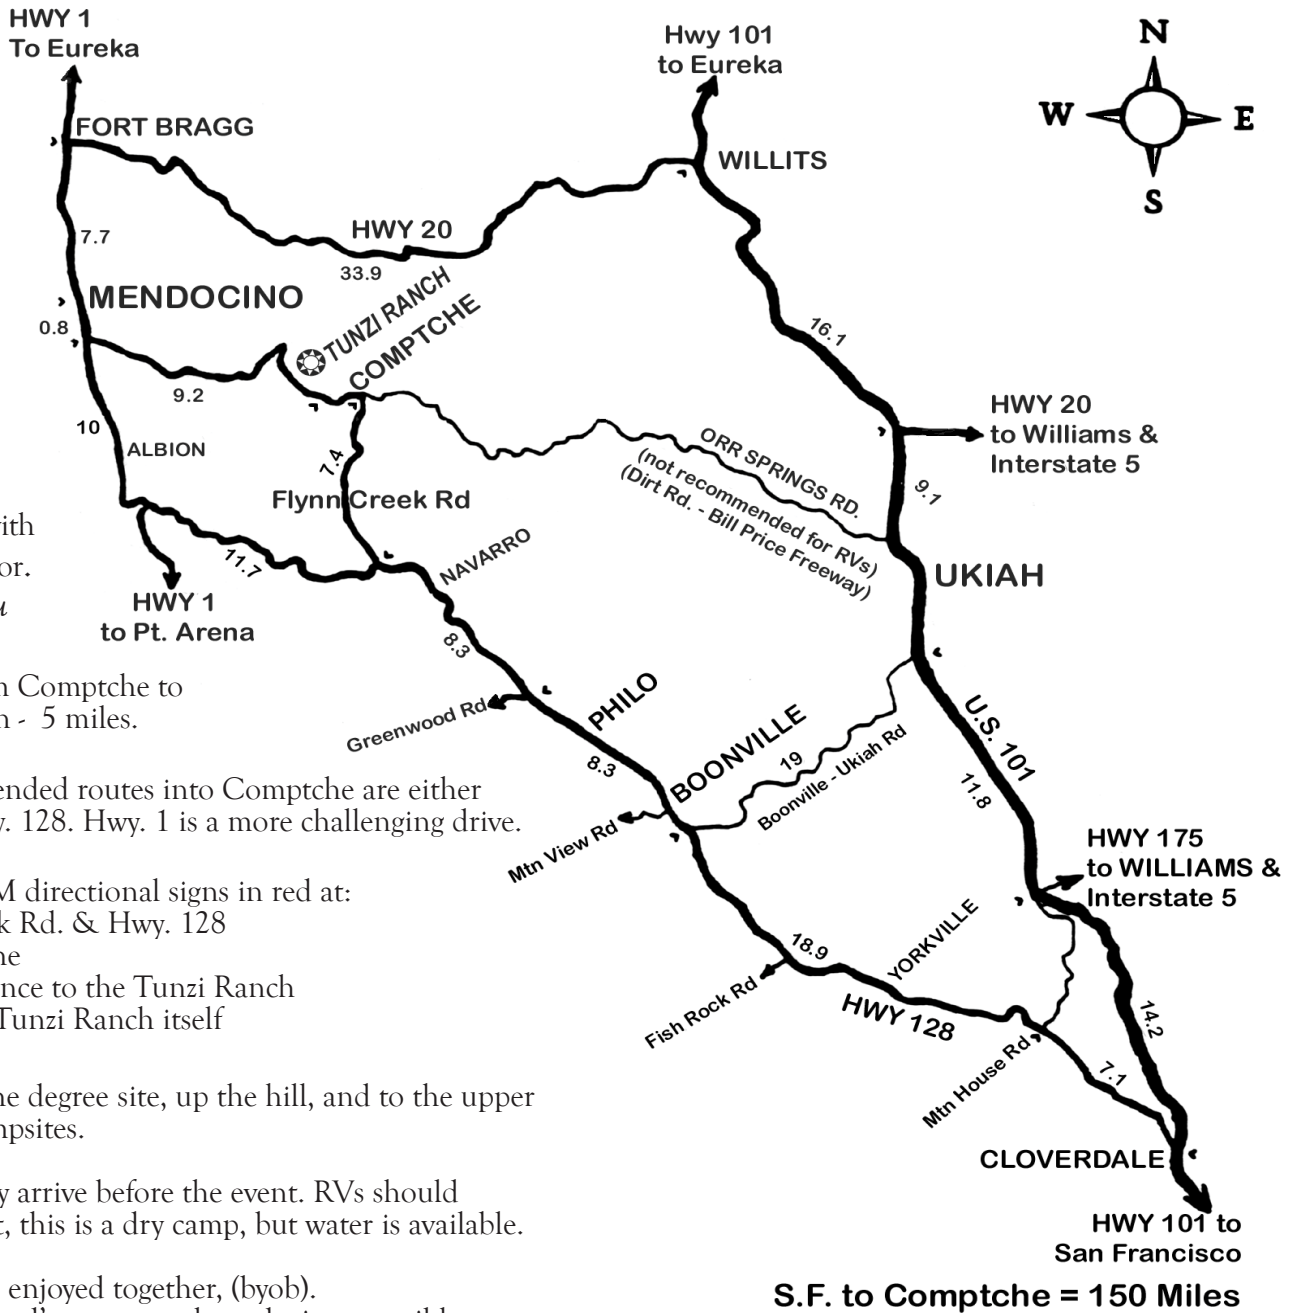 HWY 1
To Eureka
Hwy 101
to Eureka
N
W
E
S
FORT BRAGG
WILLITS
HWY 20
33.9
7.7
MENDOCINO
0.8
TUNZI RANCH
COMPTCHE
9.2
10
ALBION
16.1
HWY 20
to Williams &
Interstate 5
9.1
7.4
ORR SPRINGS RD.
(not recommended for RVs)
(Dirt Rd. - Bill Price Freeway)
Flynn Creek Rd
NAVARRO
11.7
UKIAH
HWY 1
to Pt. Arena
8.3
Greenwood Rd
PHILO
8.3
BOONVILLE
19
Boonville - Ukiah Rd
U.S. 101
11.8
Mtn View Rd
HWY 175
to WILLIAMS &
Interstate 5
18.9
YORKVILLE
Fish Rock Rd
HWY 128
Mtn House Rd
14.2
7.1
CLOVERDALE
HWY 101 to
San Francisco
S.F. to Comptche = 150 Miles
ith
or.
u
Comptche to
- 5 miles.
ended routes into Comptche are either
. 128. Hwy. 1 is a more challenging drive.
M directional signs in red at:
k Rd. & Hwy. 128
ne
nce to the Tunzi Ranch
Tunzi Ranch itself
ne degree site, up the hill, and to the upper
mpsites.
y arrive before the event. RVs should
t, this is a dry camp, but water is available.
enjoyed together, (byob).